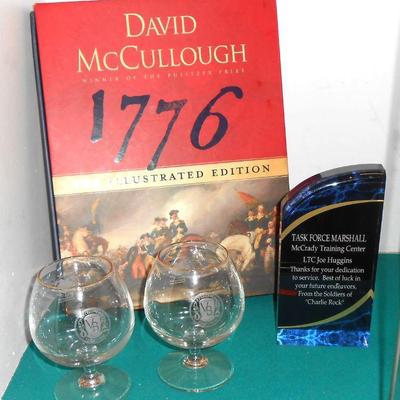 DAVID
McCULLOUGH
WINNER OF THE PULITZER PRIZE
1776
ILLUSTRATED EDITION
TASK FORCE MARSHALL
McCrady Training Center
LTC Joe Huggins
Thanks for your dedication
to service. Best of luck in
your future endeavors.
From the Soldiers of
"Charlie Rock"